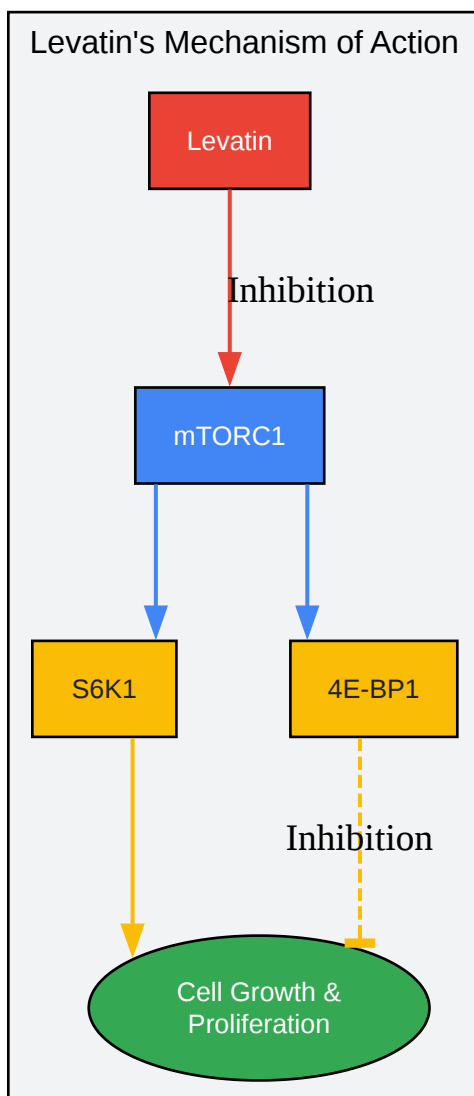 Levatin's Mechanism of Action
Levatin
Inhibition
mTORC1
S6K1
4E-BP1
Inhibition
Cell Growth &
Proliferation